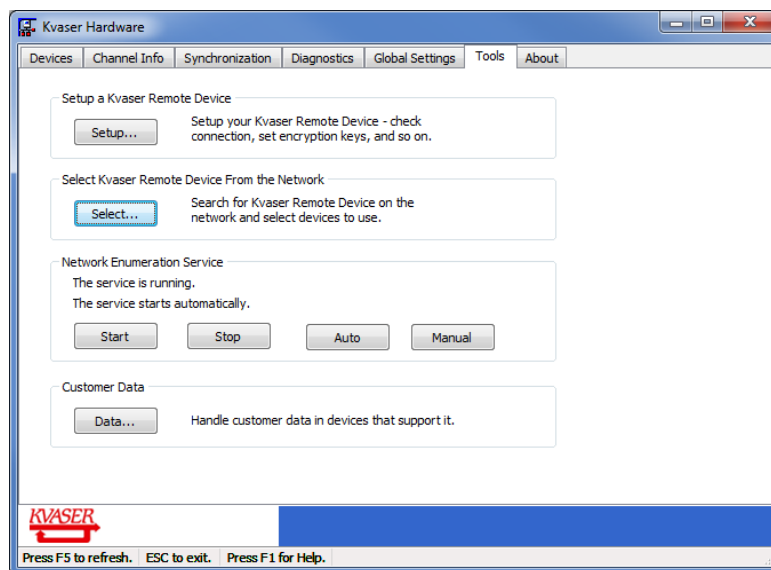 Kvaser Hardware
Devices Channel Info Synchronization Diagnostics Global Settings Tools About
Setup a Kvaser Remote Device
Setup...
Setup your Kvaser Remote Device - check
connection, set encryption keys, and so on.
Select Kvaser Remote Device From the Network
Select...
Search for Kvaser Remote Device on the
network and select devices to use.
Network Enumeration Service
The service is running.
The service starts automatically.
Start Stop Auto Manual
Customer Data
Data... Handle customer data in devices that support it.
KVASER
Press F5 to refresh. ESC to exit. Press F1 for Help.